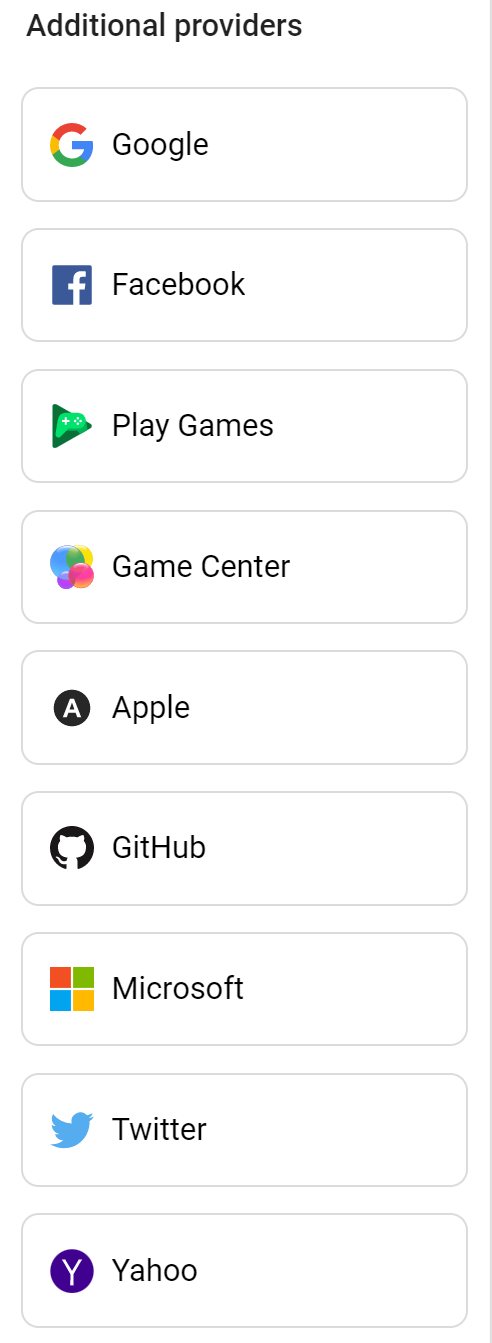 Additional providers
Google
Facebook
Play Games
Game Center
A Apple
GitHub
Microsoft
Twitter
Y Yahoo